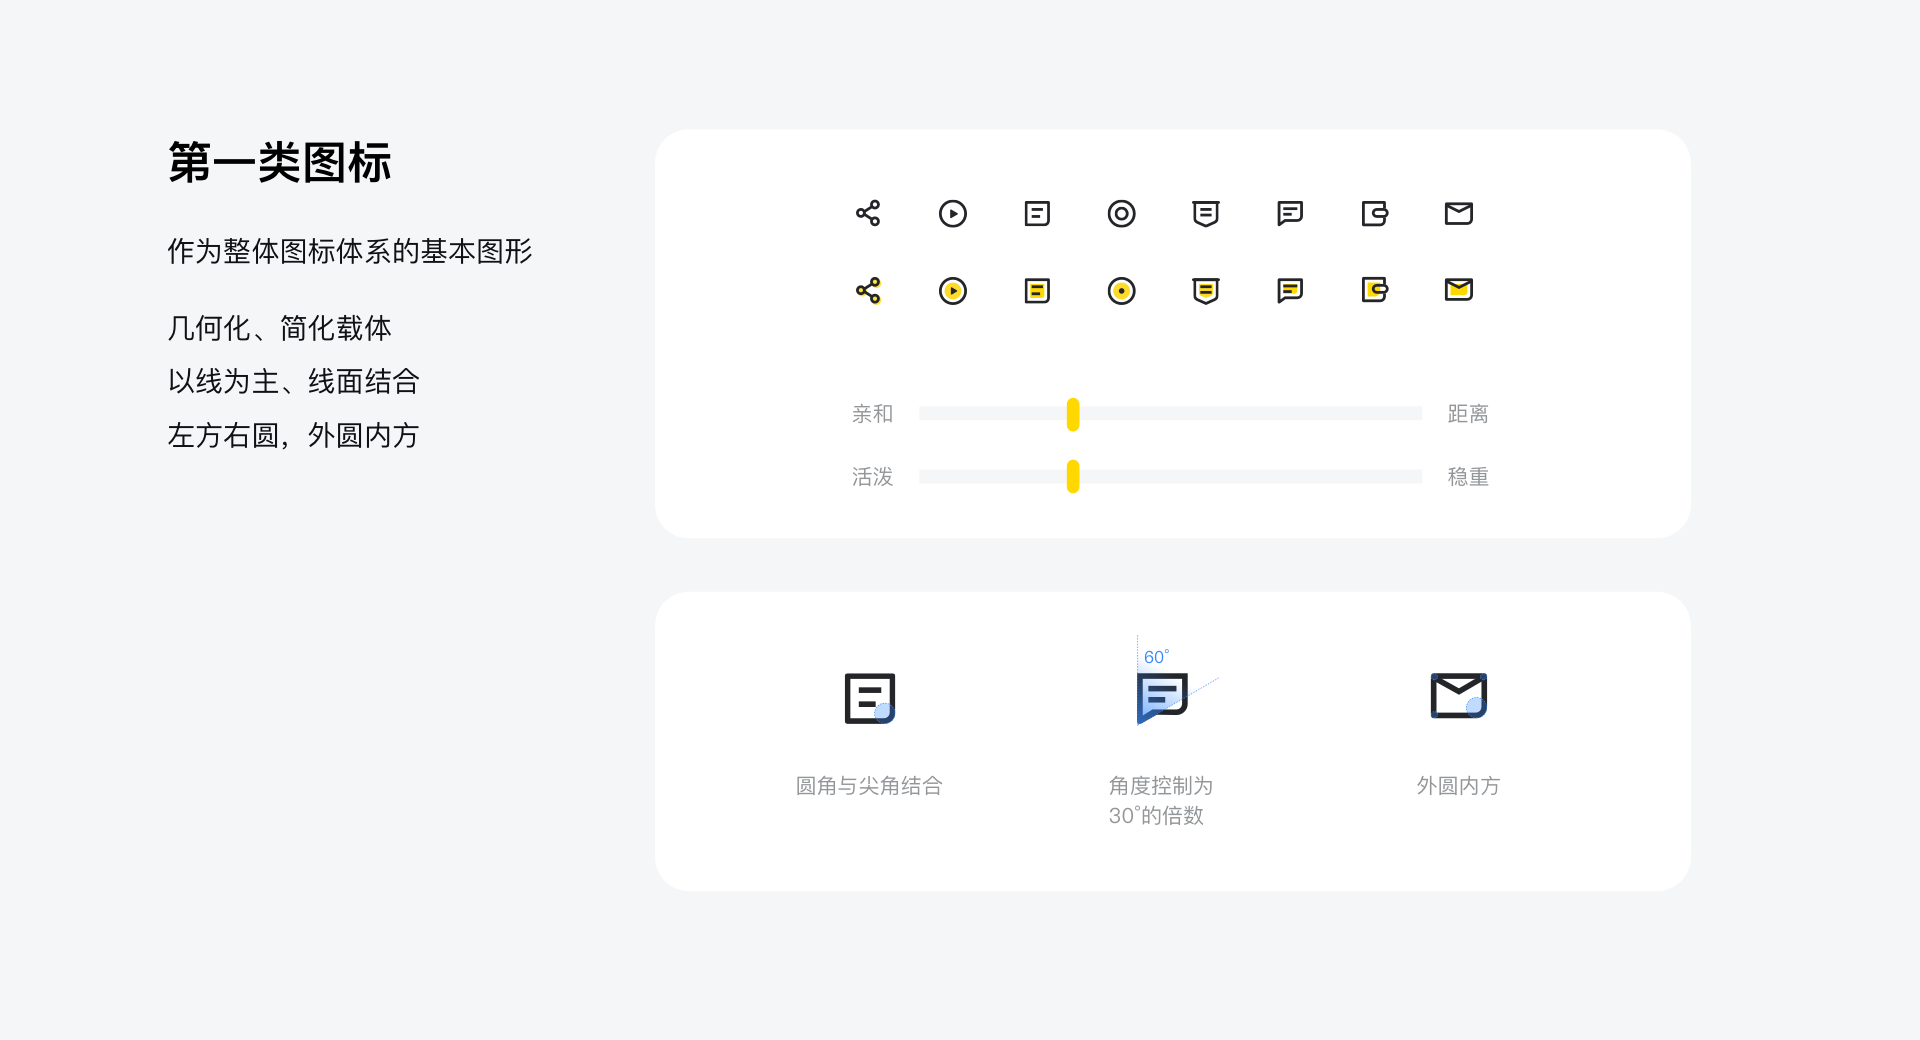 第一类图标
作为整体图标体系的基本图形
几何化、简化载体
以线为主、线面结合
左方右圆，外圆内方
亲和
距离
活泼
稳重
60°
圆角与尖角结合
角度控制为
30°的倍数
外圆内方